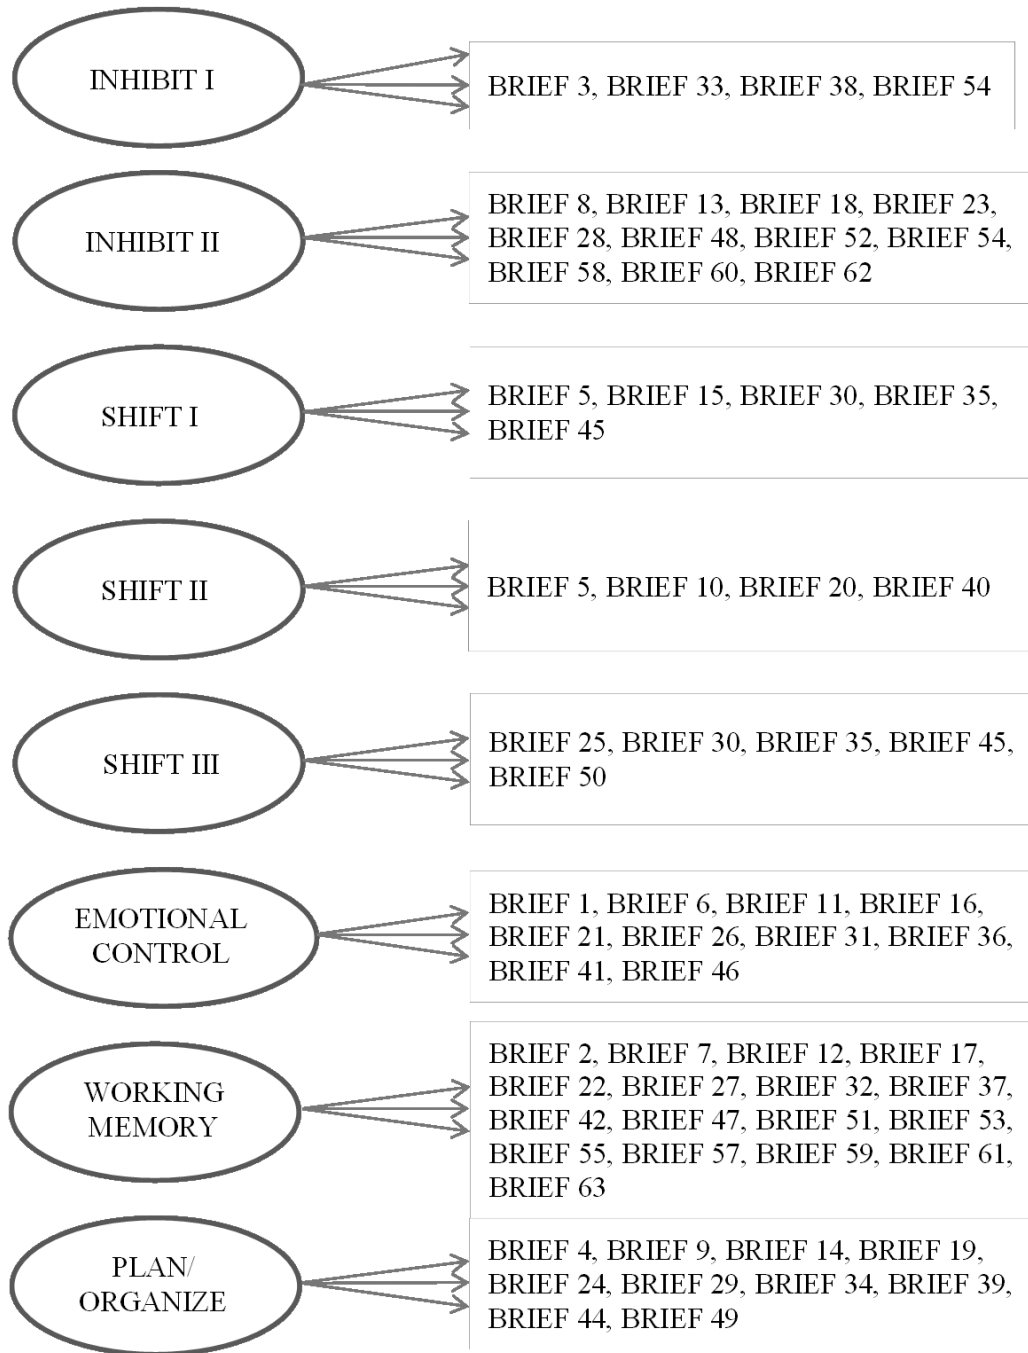 INHIBIT I
BRIEF 3, BRIEF 33, BRIEF 38, BRIEF 54
INHIBIT II
BRIEF 8, BRIEF 13, BRIEF 18, BRIEF 23,
BRIEF 28, BRIEF 48, BRIEF 52, BRIEF 54,
BRIEF 58, BRIEF 60, BRIEF 62
SHIFT I
BRIEF 5, BRIEF 15, BRIEF 30, BRIEF 35,
BRIEF 45
SHIFT II
BRIEF 5, BRIEF 10, BRIEF 20, BRIEF 40
SHIFT III
BRIEF 25, BRIEF 30, BRIEF 35, BRIEF 45,
BRIEF 50
EMOTIONAL
CONTROL
BRIEF 1, BRIEF 6, BRIEF 11, BRIEF 16,
BRIEF 21, BRIEF 26, BRIEF 31, BRIEF 36,
BRIEF 41, BRIEF 46
WORKING
MEMORY
BRIEF 2, BRIEF 7, BRIEF 12, BRIEF 17,
BRIEF 22, BRIEF 27, BRIEF 32, BRIEF 37,
BRIEF 42, BRIEF 47, BRIEF 51, BRIEF 53,
BRIEF 55, BRIEF 57, BRIEF 59, BRIEF 61,
BRIEF 63
PLAN/
ORGANIZE
BRIEF 4, BRIEF 9, BRIEF 14, BRIEF 19,
BRIEF 24, BRIEF 29, BRIEF 34, BRIEF 39,
BRIEF 44, BRIEF 49